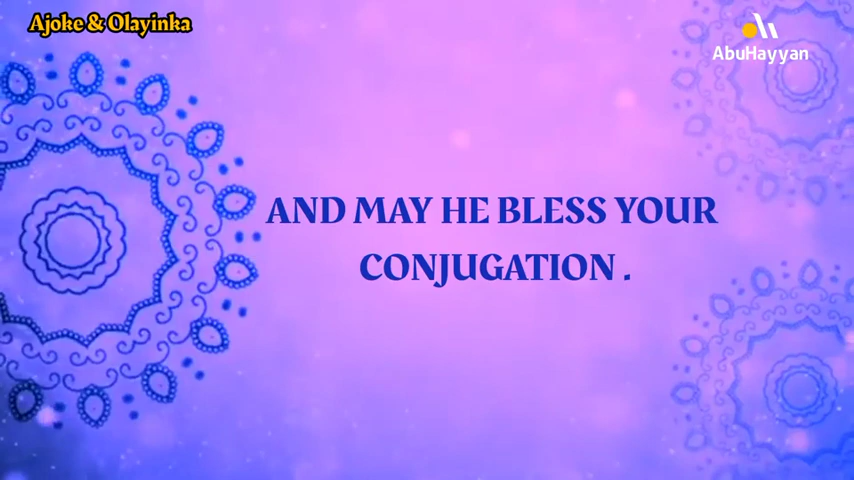 Ajoke & Olayinka
AbuHayyan
AND MAY HE BLESS YOUR
CONJUGATION .